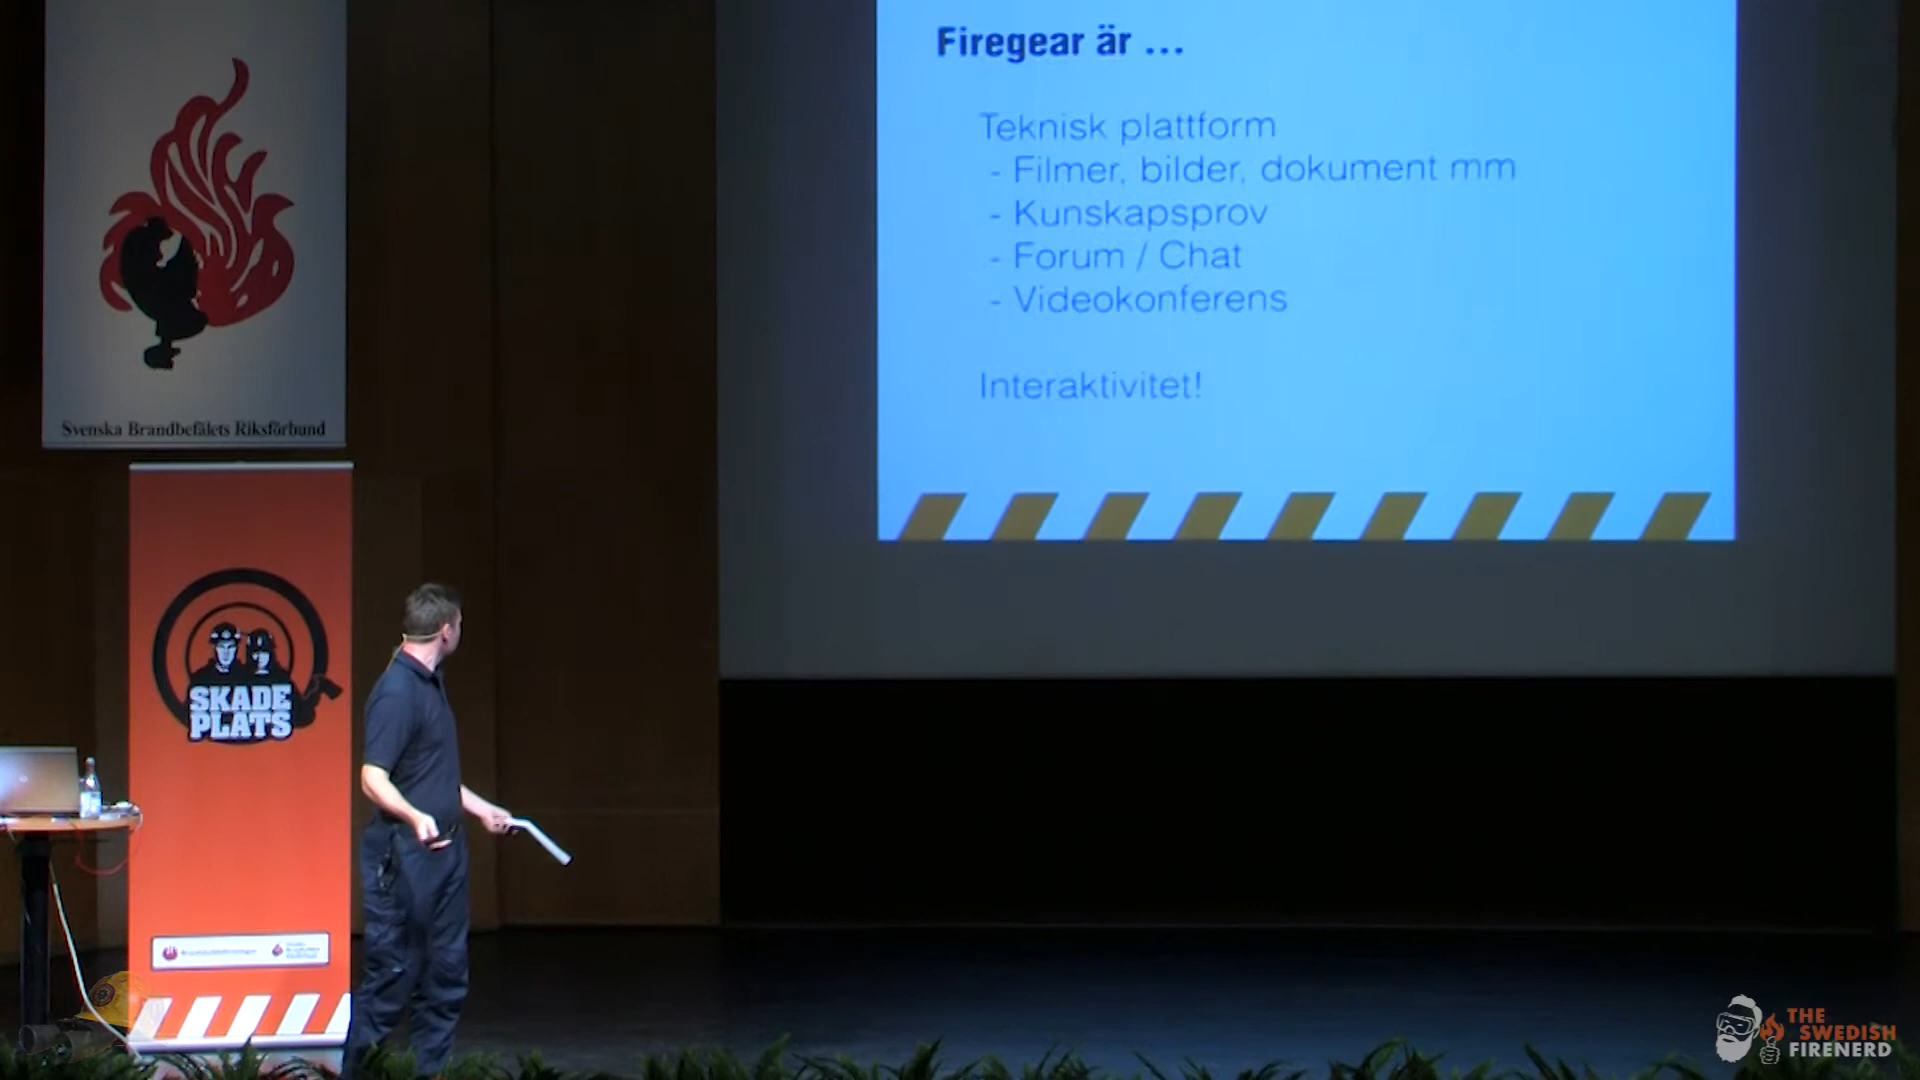 Firegear är ...
Teknisk plattform
- Filmer, bilder, dokument mm
- Kunskapsprov
- Forum / Chat
- Videokonferens
Interaktivitet!
Svenska Brandbefälets Riksförbund
SKADE
PLATS
THE
SWEDISH
FIRENERD